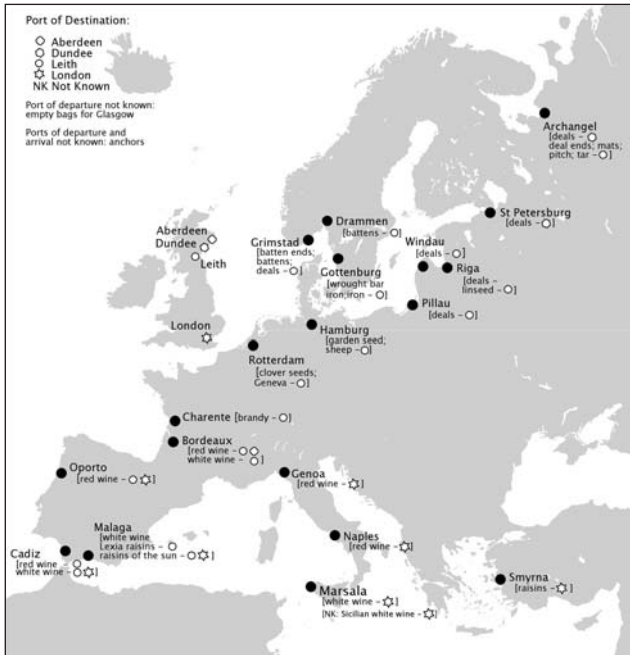 Port of Destination:
Aberdeen
Dundee
Leith
London
NK Not Known
Port of departure not known:
empty bags for Glasgow
Ports of departure and
arrival not known: anchors
Archangel
[deals –
deal ends; mats;
pitch; tar – ]
St Petersburg
[deals – ]
Drammen
[battens – ]
Grimstad
[batten ends;
battens;
deals – ]
Windau
[deals – ]
Riga
[deals –
linseed – ]
Gottenburg
[wrought bar
iron; iron – ]
Pillau
[deals – ]
Aberdeen
Dundee
Leith
London
Hamburg
[garden seed;
sheep – ]
Rotterdam
[clover seeds;
Geneva – ]
Charente [brandy – ]
Bordeaux
[red wine –
white wine – ]
Oporto
[red wine – ]
Genoa
[red wine – ]
Malaga
[white wine
Lexia raisins –
raisins of the sun – ]
Cadiz
[red wine –
white wine – ]
Naples
[red wine – ]
Marsala
[white wine – ]
[NK: Sicilian white wine – ]
Smyrna
[raisins – ]